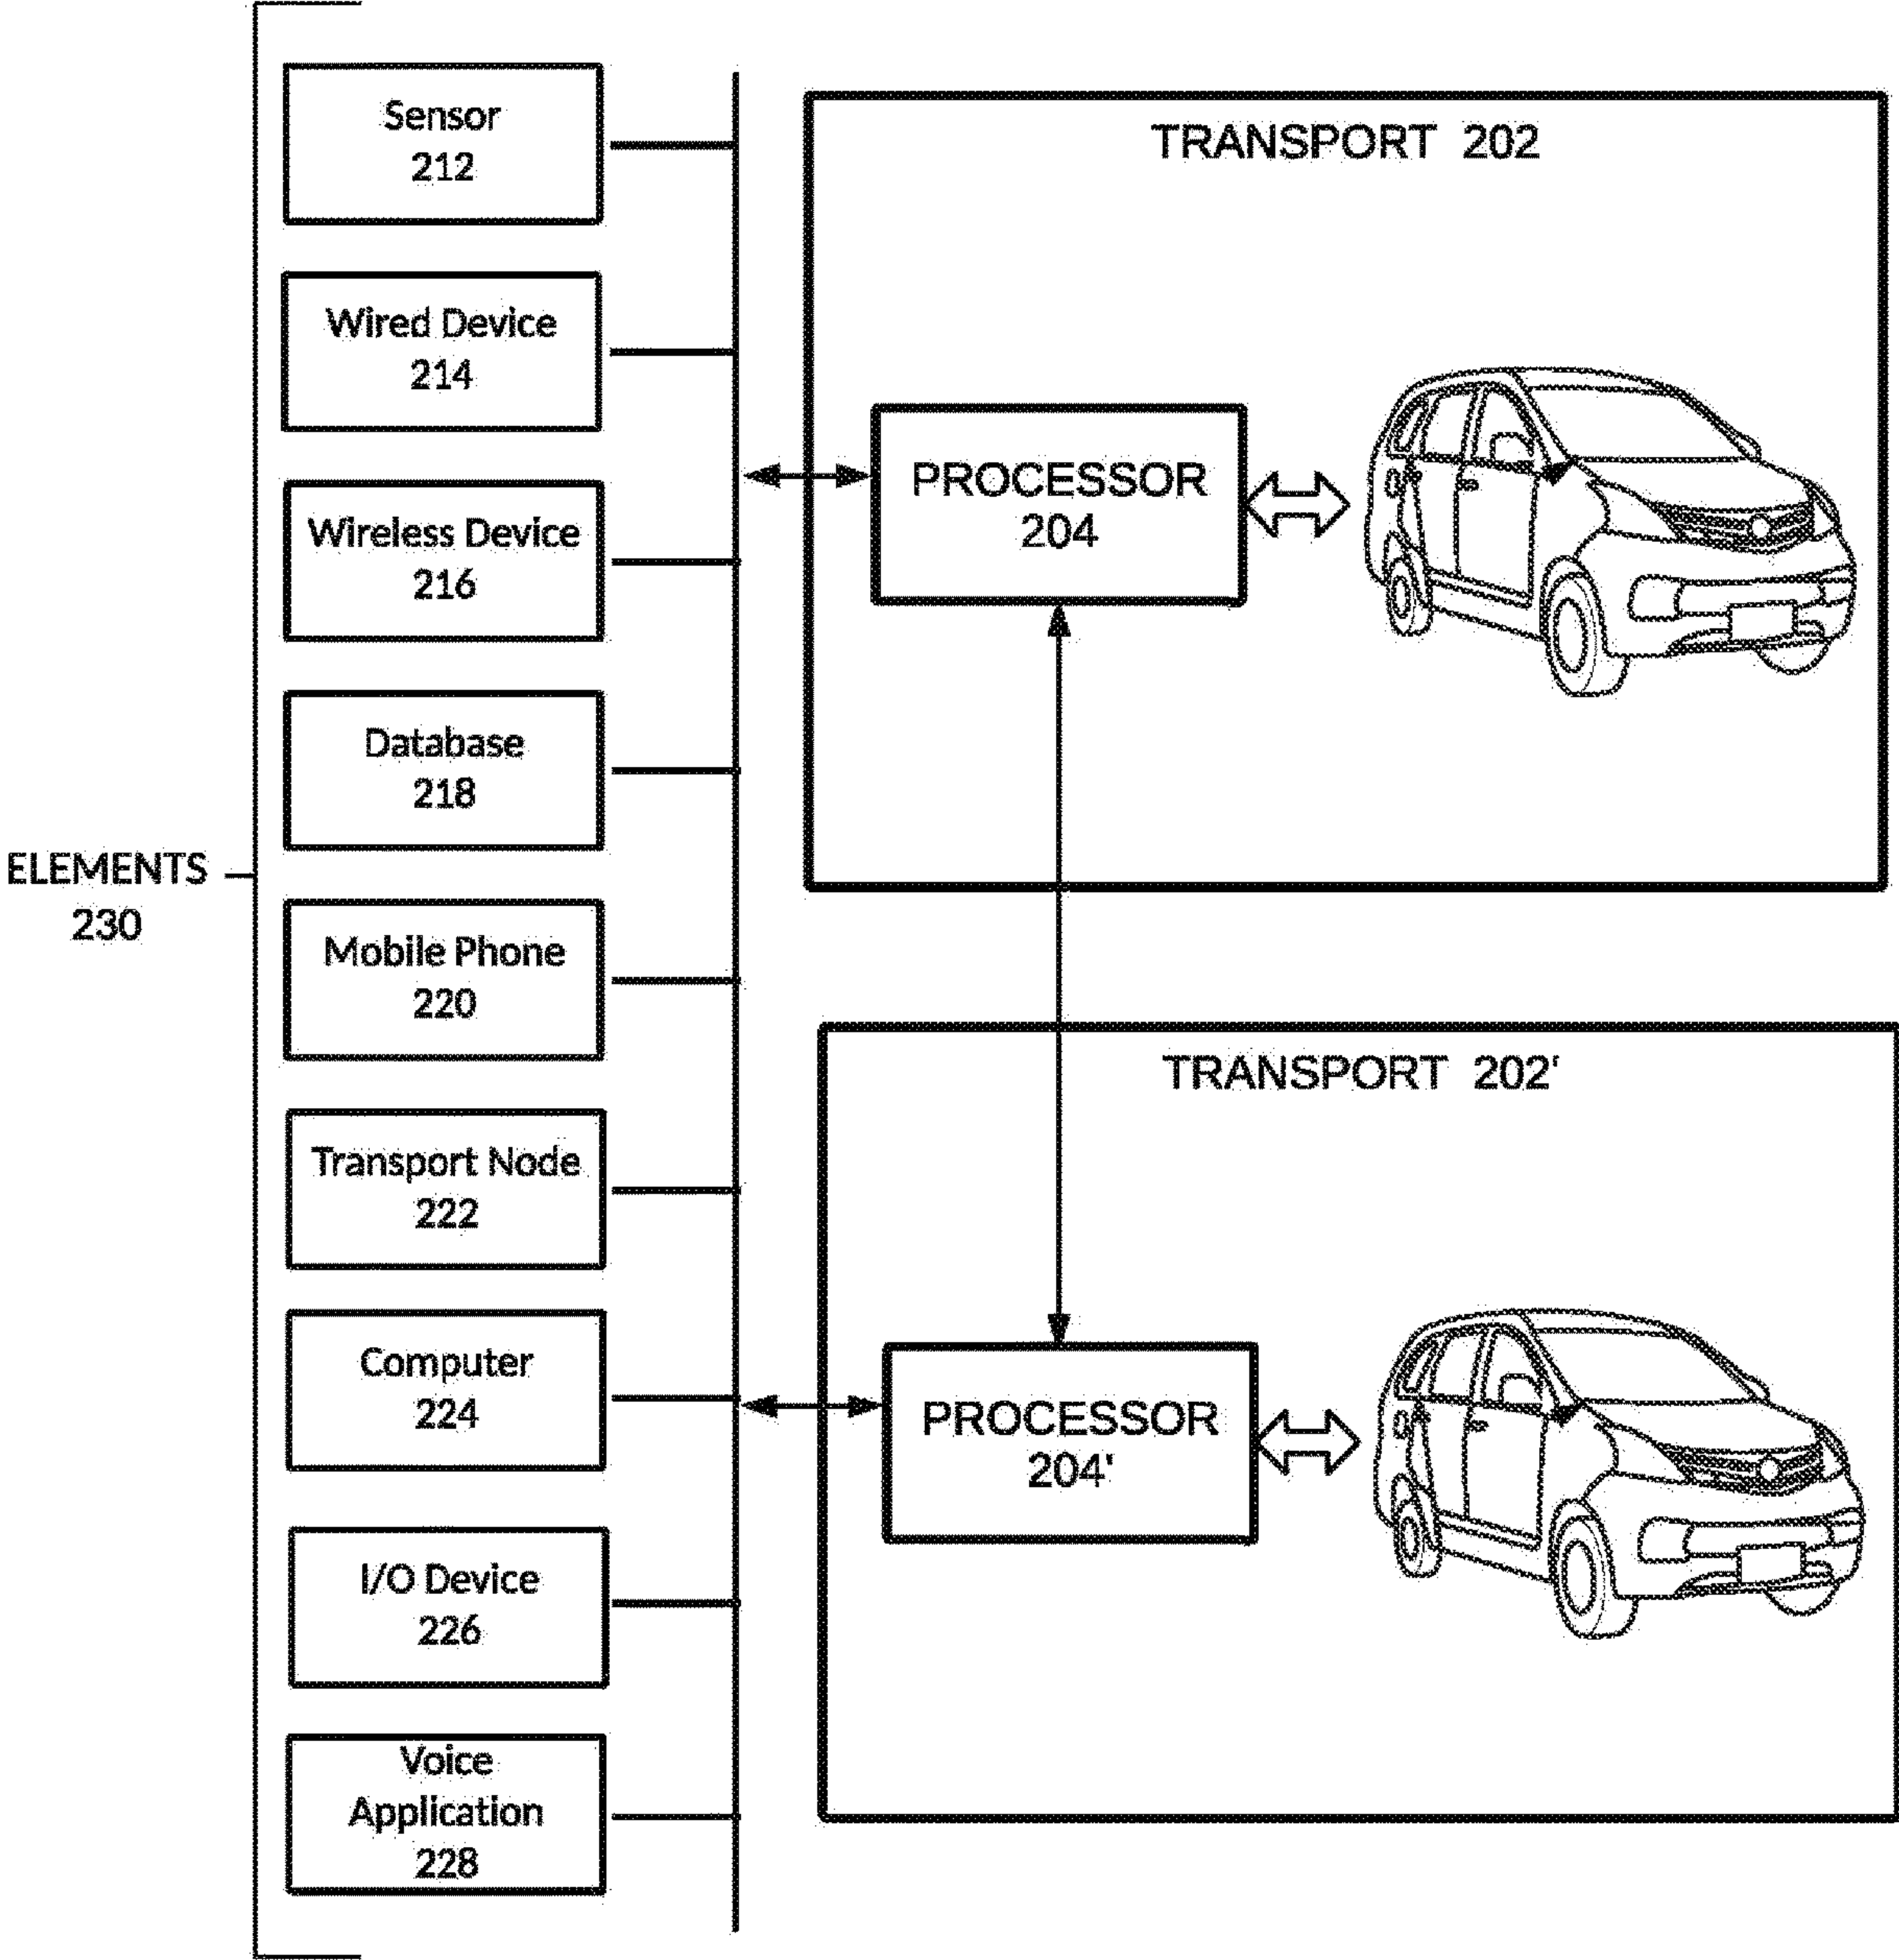 ELEMENTS
230
Sensor
212
Wired Device
214
Wireless Device
216
Database
218
Mobile Phone
220
Transport Node
222
Computer
224
I/O Device
226
Voice
Application
228
TRANSPORT 202
PROCESSOR
204
TRANSPORT 202'
PROCESSOR
204'